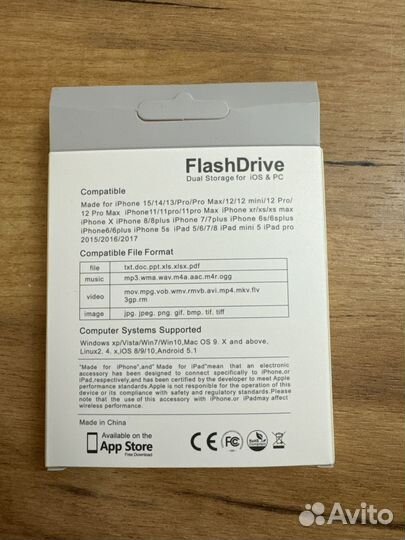 FlashDrive
Dual Storage for iOS & PC
Compatible
Made for iPhone 15/14/13/Pro/Pro Max/12/12 mini/12 Pro/
12 Pro Max iPhone11/11pro/11pro Max iPhone xr/xs/xs max
iPhone X iPhone 8/8plus iPhone 7/7plus iPhone 6s/6splus
iPhone6/6plus iPhone 5s iPad 5/6/7/8 iPad mini 5 iPad pro
2015/2016/2017
Compatible File Format
file txt.doc.ppt.xls.xlsx.pdf
music mp3.wma.wav.m4a.aac.m4r.ogg
video mov.mpg.vob.wmv.rmvb.avi.mp4.mkv.flv
3gp.rm
image jpg. jpeg. png. gif. bmp. tif. tiff
Computer Systems Supported
Windows xp/Vista/Win7/Win10,Mac OS 9. X and above,
Linux2. 4. x,iOS 8/9/10,Android 5.1
"Made for iPhone",and" Made for iPad"mean that an electronic
accessory has been designed to connect specifically to iPhone,or
iPad,respectively,and has been certified by the developer to meet Apple
performance standards.Apple is not responsible for the operation of this
device or its compliance with safety and regulatory standards.Please
note that the use of this accessory with iPhone,or iPadmay affect
wireless performance.
Made in China
Available on the
App Store
Free Download
CE
FC
RoHS
Avito